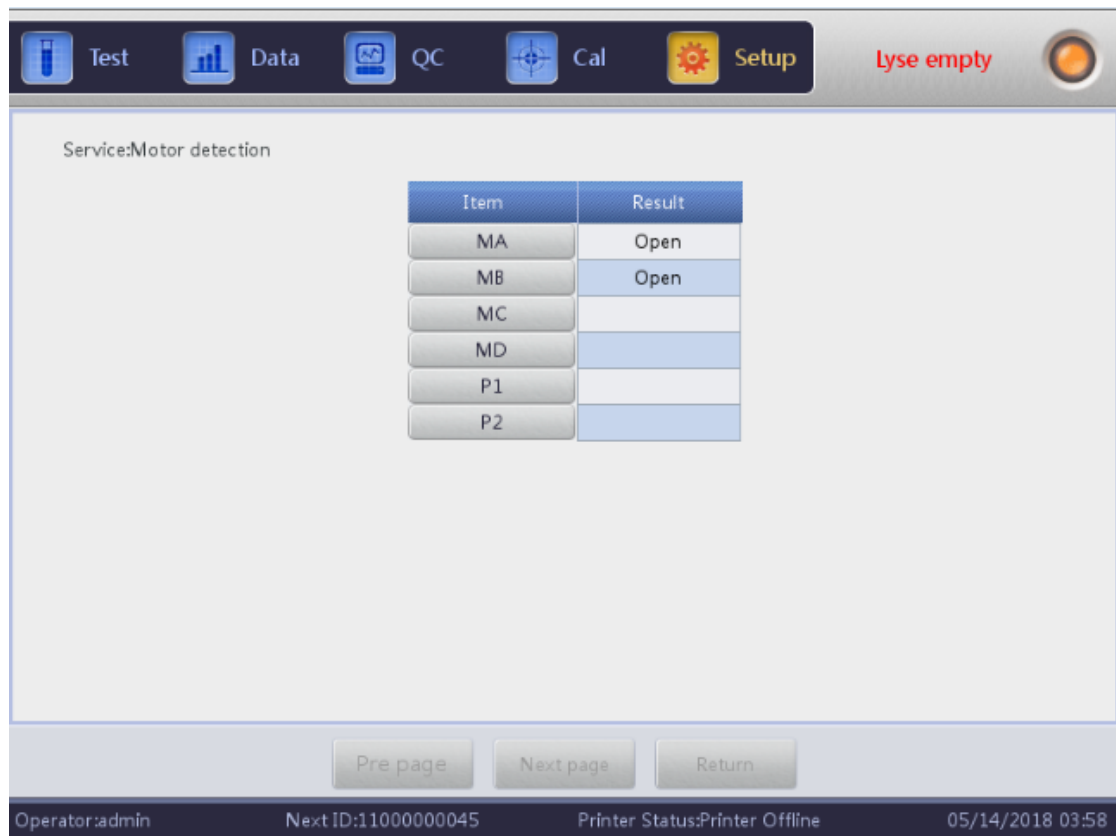 Test Data QC Cal Setup Lyse empty
Service:Motor detection
Item Result
MA Open
MB Open
MC
MD
P1
P2
Pre page Next page Return
Operator:admin Next ID:11000000045 Printer Status:Printer Offline 05/14/2018 03:58